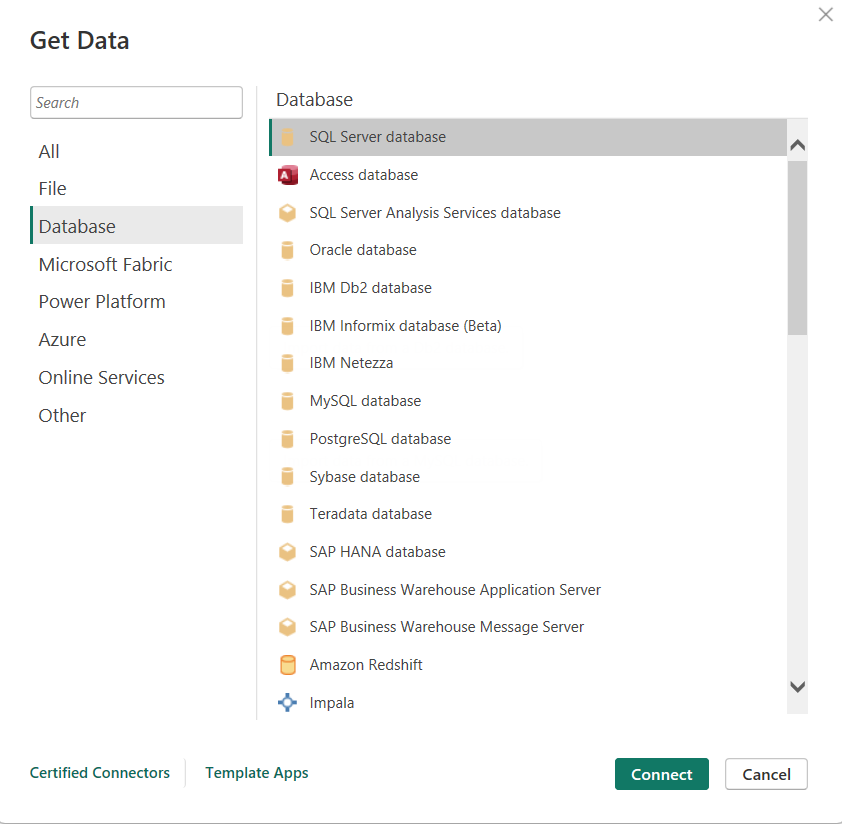 Get Data
Search
All
File
Database
Microsoft Fabric
Power Platform
Azure
Online Services
Other
Database
SQL Server database
A Access database
SQL Server Analysis Services database
Oracle database
IBM Db2 database
IBM Informix database (Beta)
IBM Netezza
MySQL database
PostgreSQL database
Sybase database
Teradata database
SAP HANA database
SAP Business Warehouse Application Server
SAP Business Warehouse Message Server
Amazon Redshift
Impala
Certified Connectors
Template Apps
Connect
Cancel